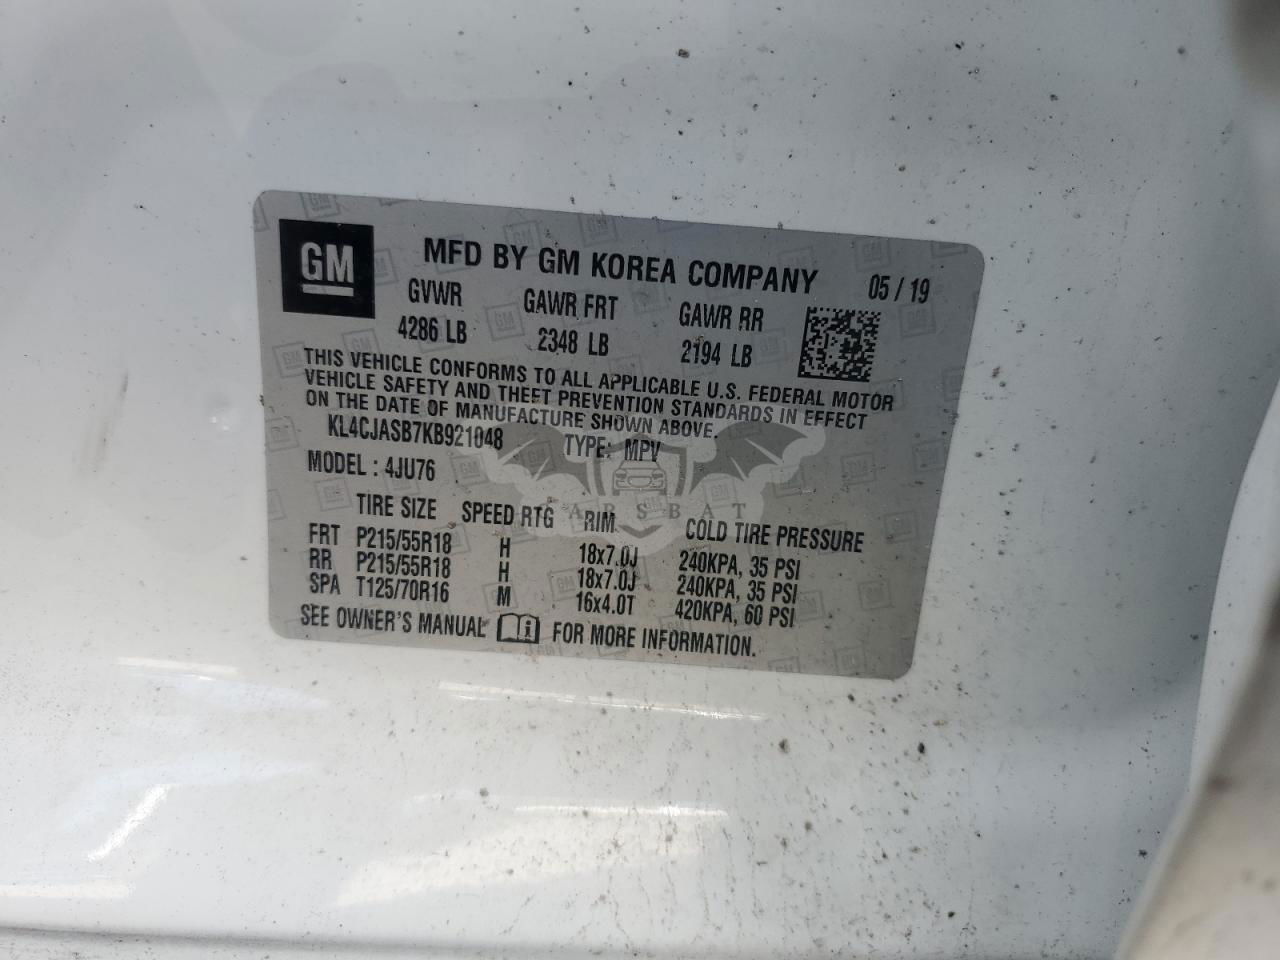 GM
MFD BY GM KOREA COMPANY 05 / 19
GVWR GAWR FRT GAWR RR
4286 LB 2348 LB 2194 LB
THIS VEHICLE CONFORMS TO ALL APPLICABLE U.S. FEDERAL MOTOR
VEHICLE SAFETY AND THEFT PREVENTION STANDARDS IN EFFECT
ON THE DATE OF MANUFACTURE SHOWN ABOVE.
KL4CJASB7KB921048 TYPE: MPV
MODEL : 4JU76
CARSBAT
TIRE SIZE SPEED RTG RIM COLD TIRE PRESSURE
FRT P215/55R18 H 18x7.0J 240KPA, 35 PSI
RR P215/55R18 H 18x7.0J 240KPA, 35 PSI
SPA T125/70R16 M 16x4.0T 420KPA, 60 PSI
SEE OWNER'S MANUAL i FOR MORE INFORMATION.